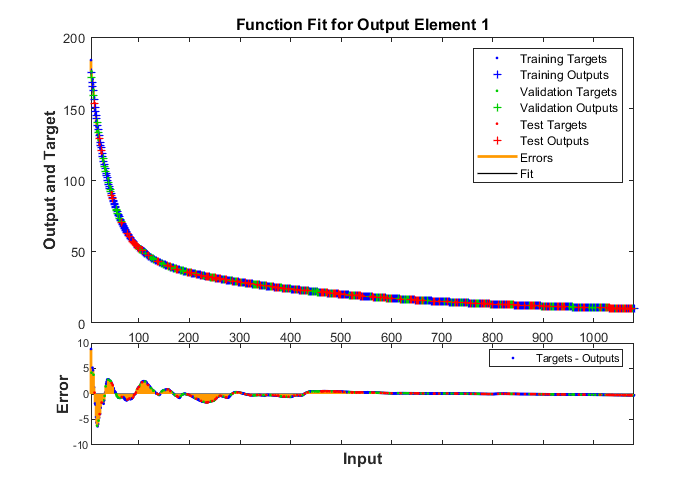 Function Fit for Output Element 1
Output and Target
200
150
100
50
0
Training Targets
Training Outputs
Validation Targets
Validation Outputs
Test Targets
Test Outputs
Errors
Fit
100 200 300 400 500 600 700 800 900 1000
Error
10
5
0
-5
-10
Targets - Outputs
Input